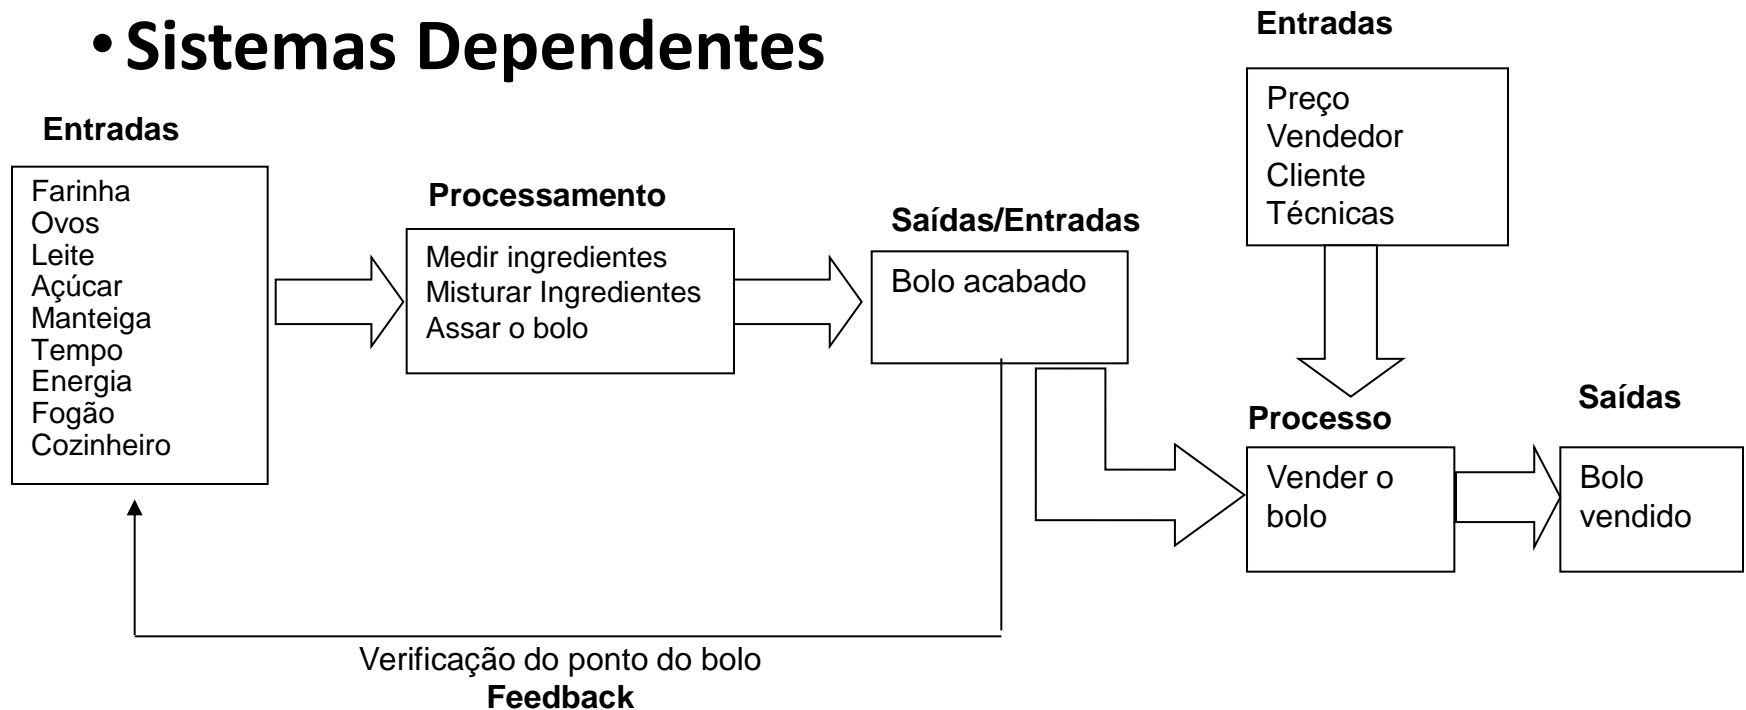 • Sistemas Dependentes
Entradas
Farinha
Ovos
Leite
Açúcar
Manteiga
Tempo
Energia
Fogão
Cozinheiro
Processamento
Medir ingredientes
Misturar Ingredientes
Assar o bolo
Saídas/Entradas
Bolo acabado
Entradas
Preço
Vendedor
Cliente
Técnicas
Processo
Vender o
bolo
Saídas
Bolo
vendido
Verificação do ponto do bolo
Feedback